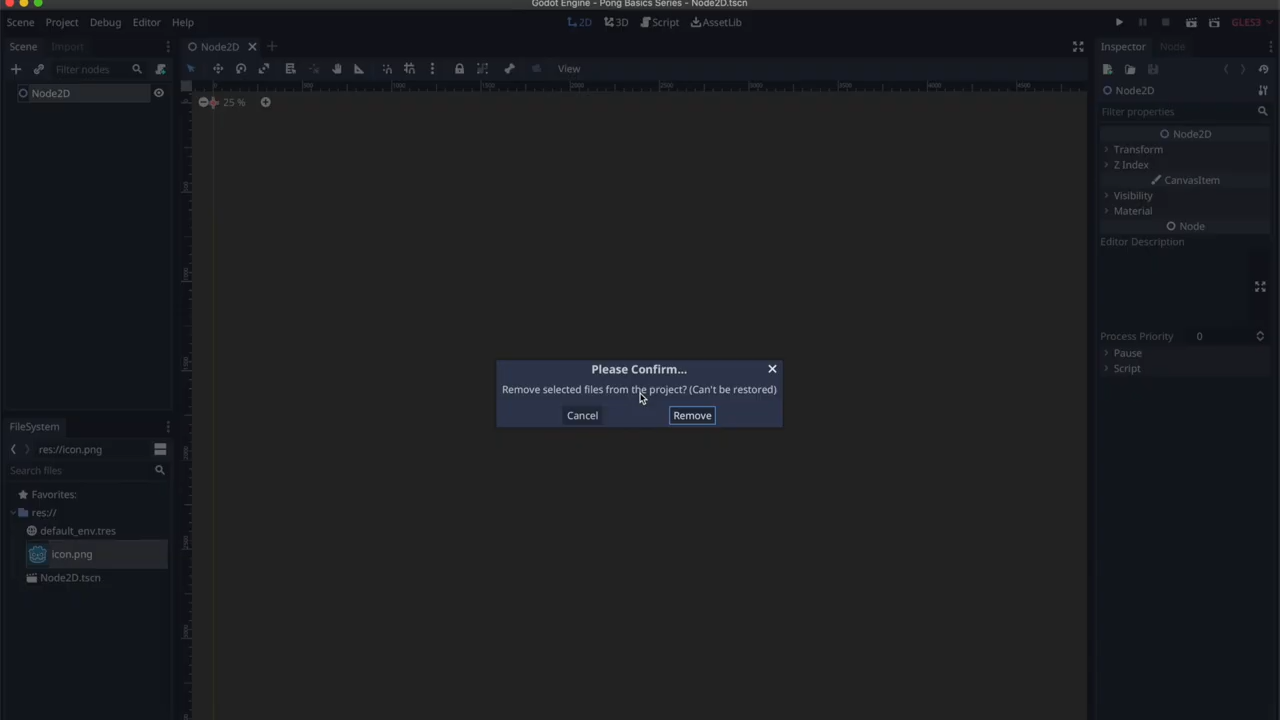 Godot Engine - Pong Basics Series - Node2D.tscn
Scene Project Debug Editor Help
2D 3D Script AssetLib
GLES3
Scene Import
Node2D
Inspector Node
Filter nodes
View
Node2D
Node2D
25 %
Filter properties
Node2D
Transform
Z Index
CanvasItem
Visibility
Material
Node
Editor Description
Process Priority 0
Pause
Script
Please Confirm...
Remove selected files from the project? (Can't be restored)
Cancel Remove
FileSystem
res://icon.png
Search files
Favorites:
res://
default_env.tres
icon.png
Node2D.tscn